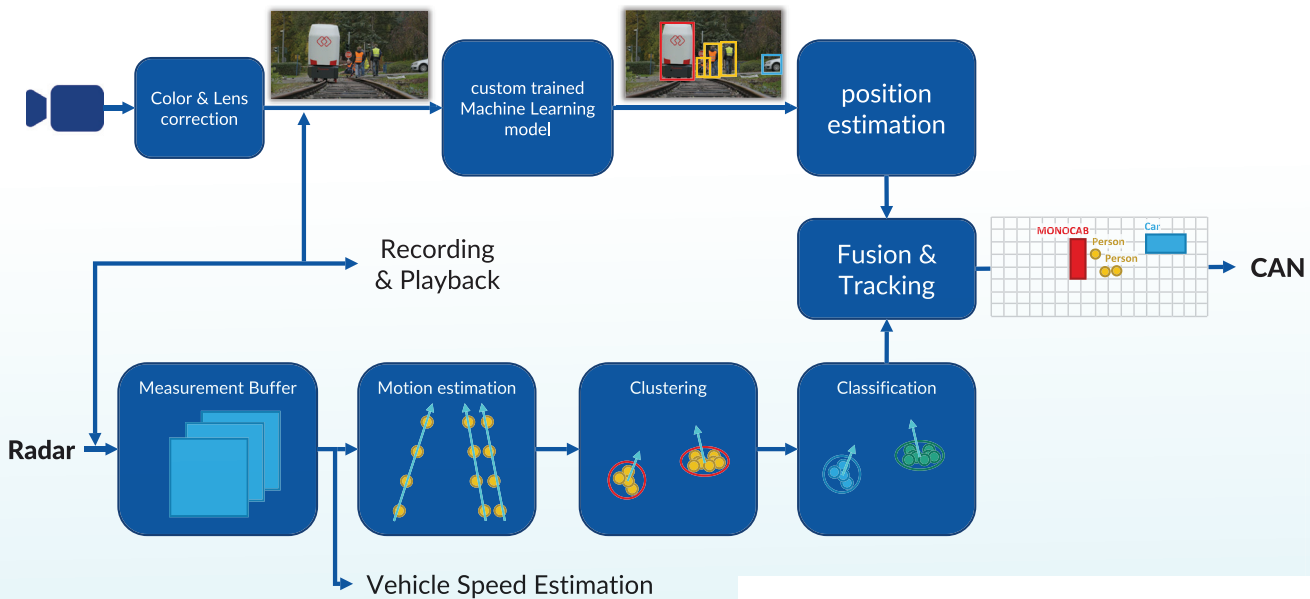 Color & Lens
correction
custom trained
Machine Learning
model
position
estimation
Recording
& Playback
Fusion &
Tracking
MONOCAB
Person
Person
Car
CAN
Radar
Measurement Buffer
Motion estimation
Clustering
Classification
Vehicle Speed Estimation